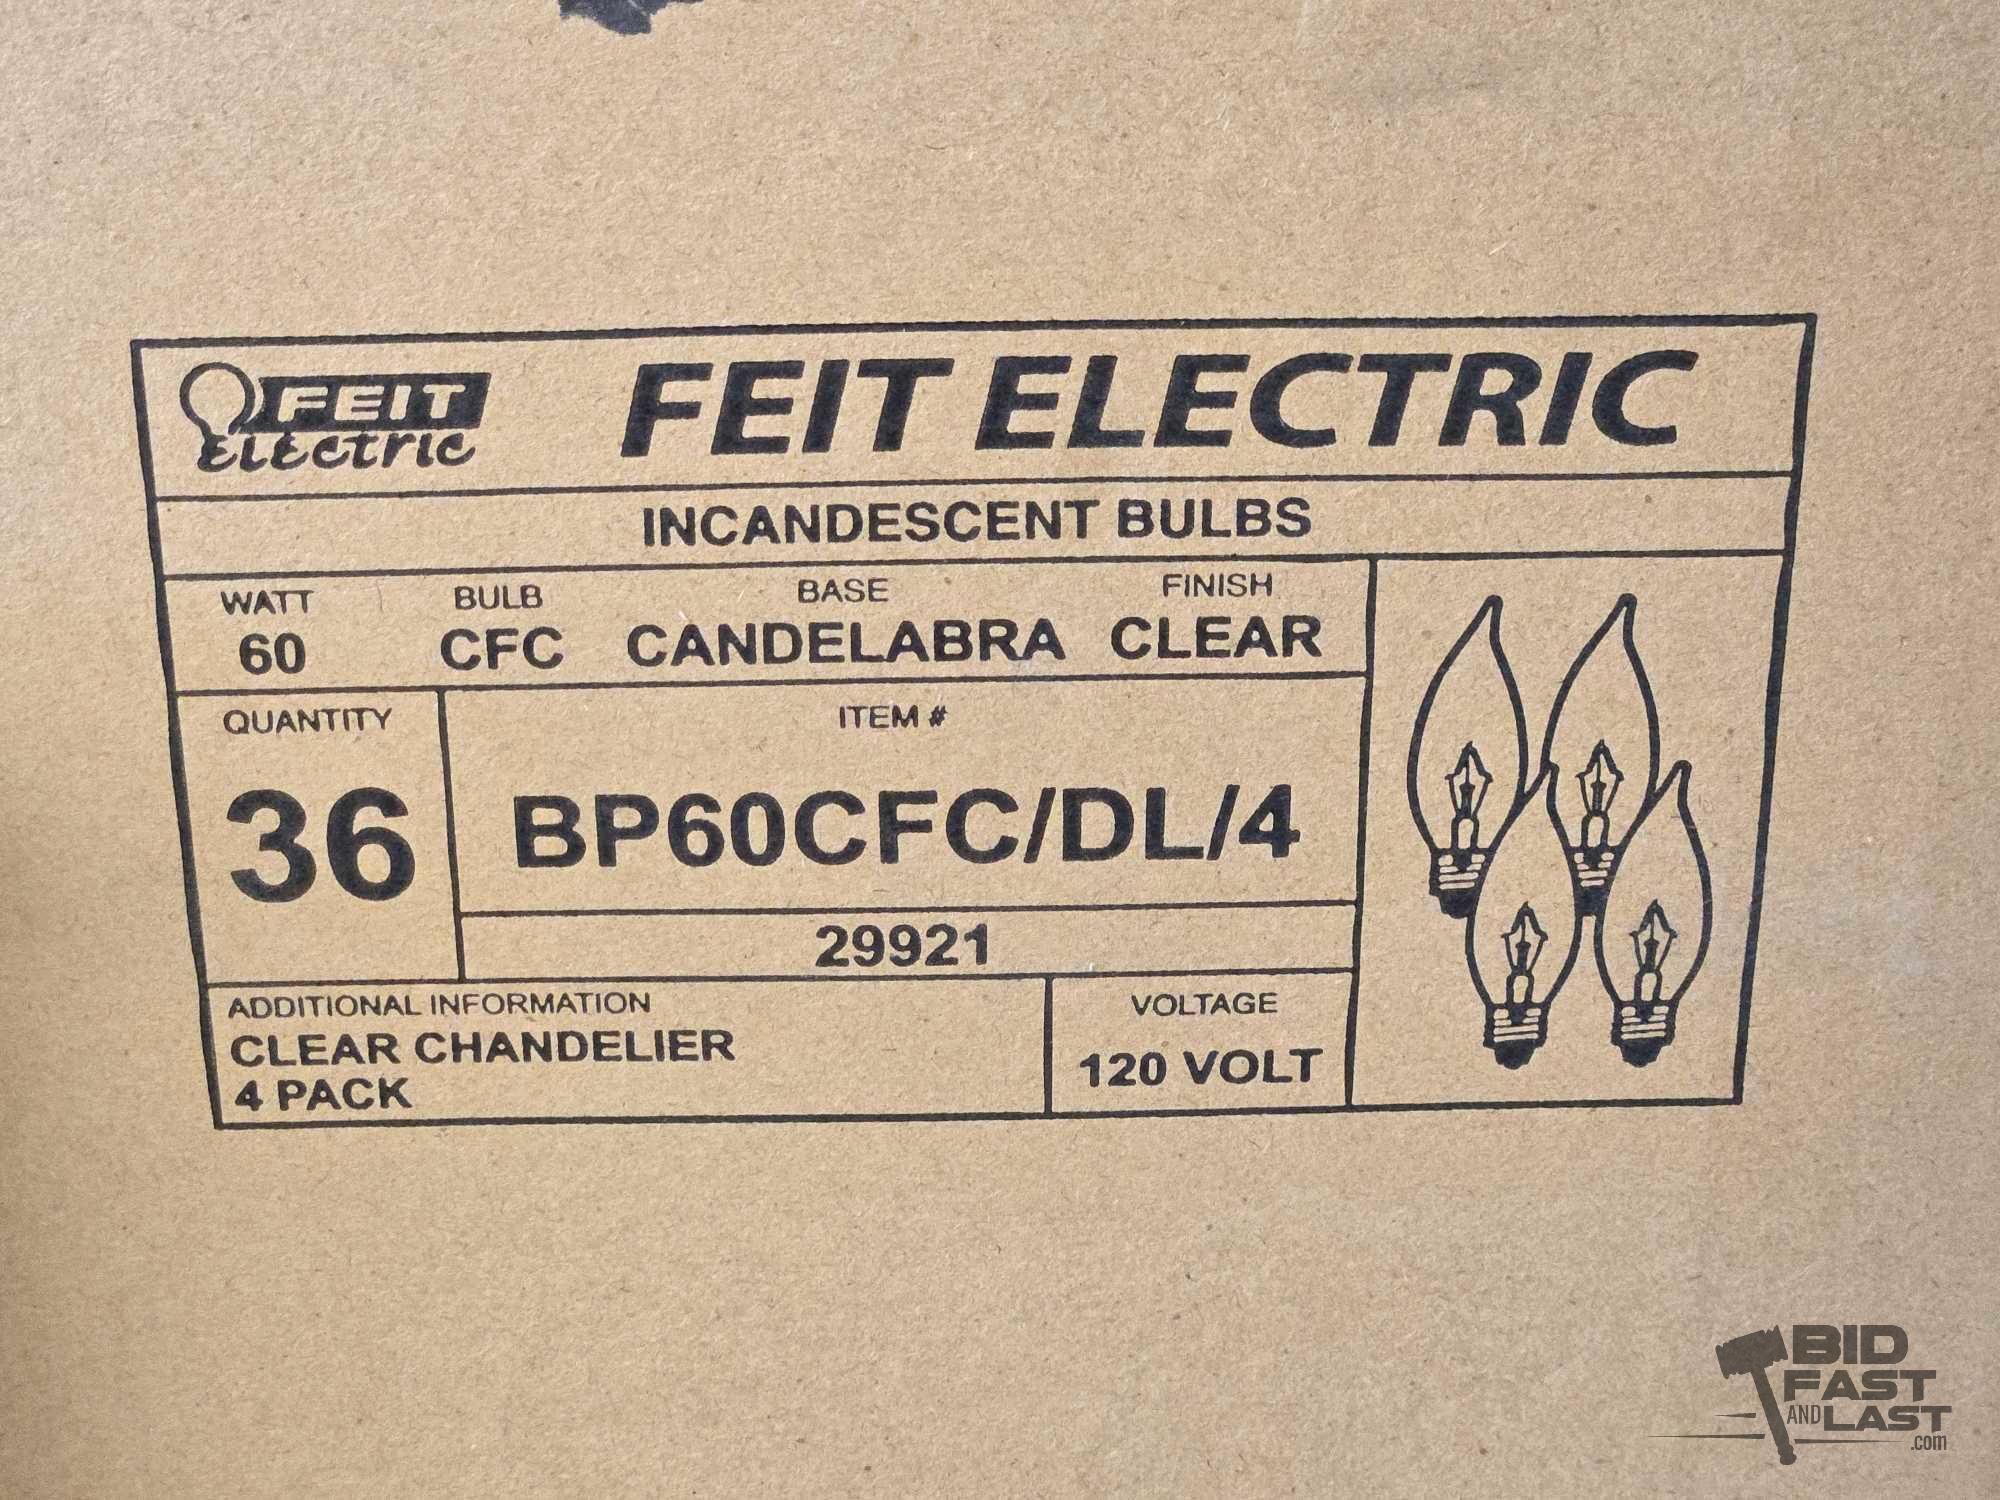 FEIT
ELECTRIC
FEIT ELECTRIC
INCANDESCENT BULBS
WATT BULB BASE FINISH
60 CFC CANDELABRA CLEAR
QUANTITY
36
ITEM #
BP60CFC/DL/4
29921
ADDITIONAL INFORMATION
CLEAR CHANDELIER
4 PACK
VOLTAGE
120 VOLT
BID
FAST
AND LAST
.com